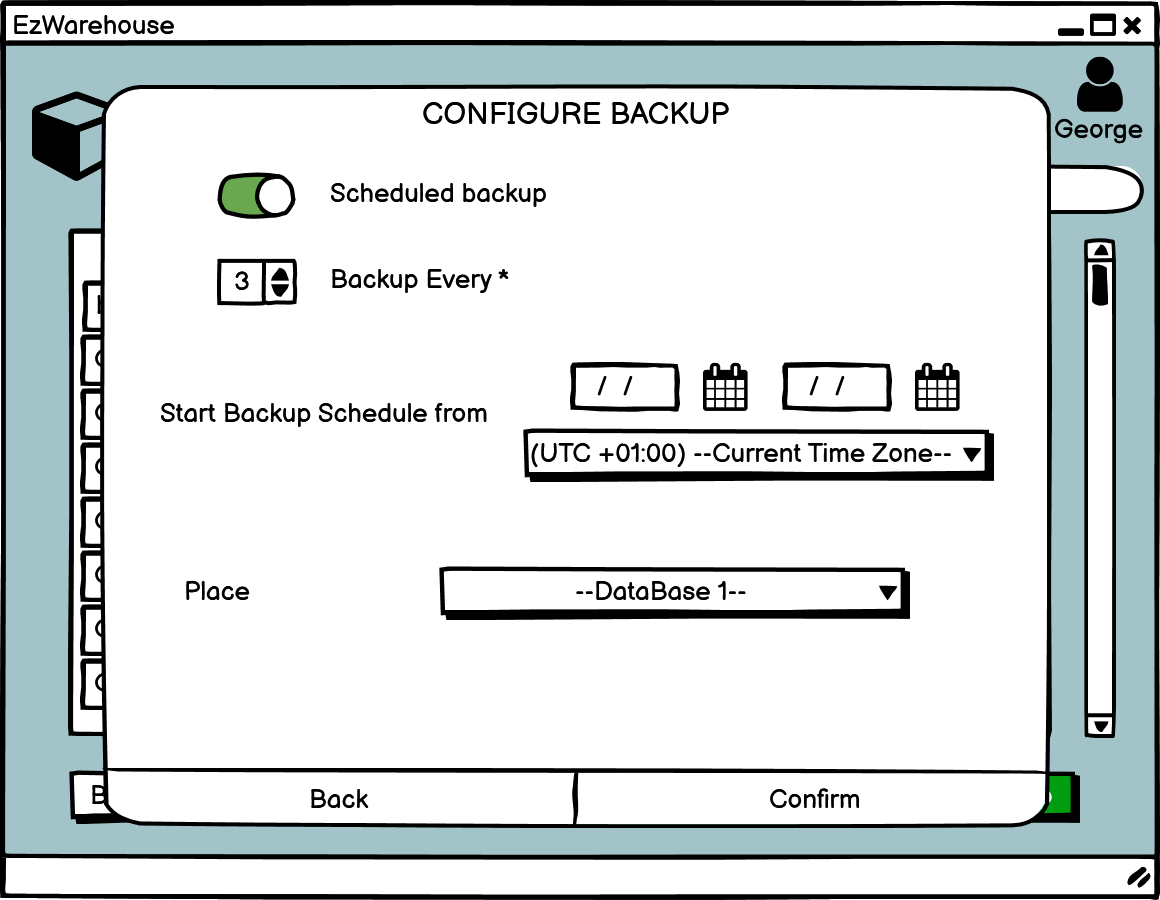 EzWarehouse
George
CONFIGURE BACKUP
Scheduled backup
3 Backup Every *
/ / / /
Start Backup Schedule from
(UTC +01:00) --Current Time Zone--
Place --DataBase 1--
Back Confirm